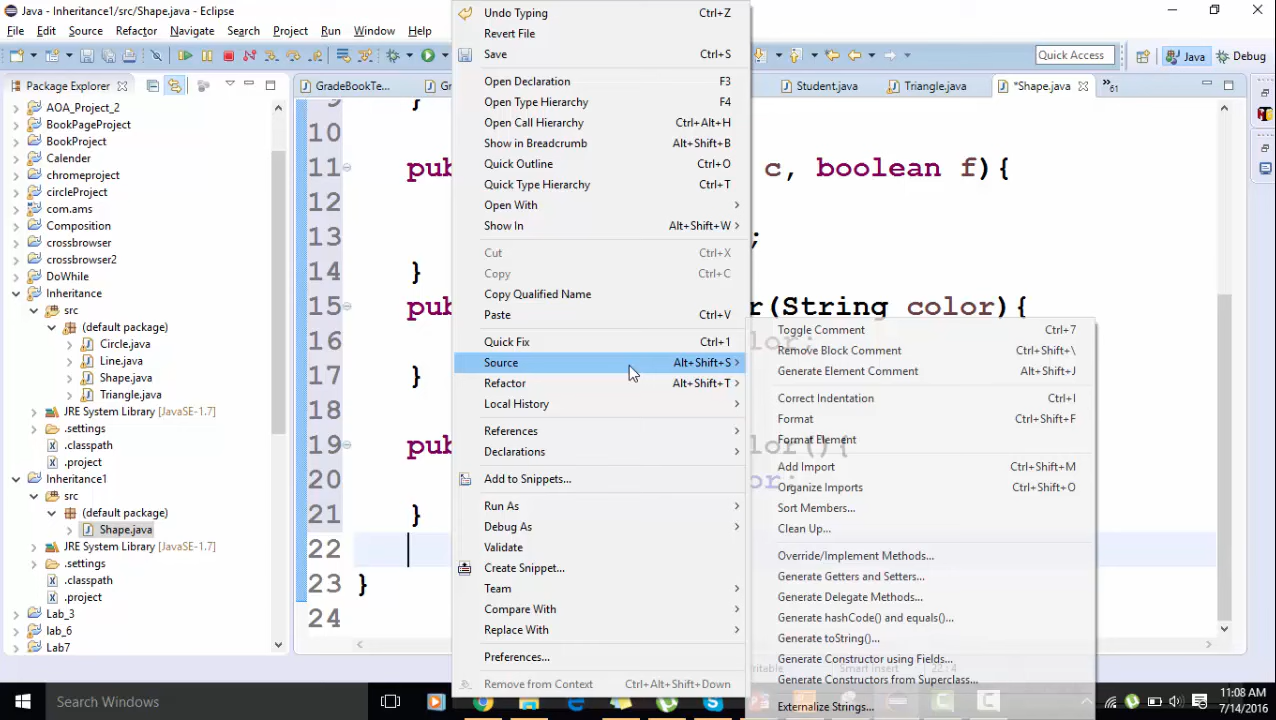 Java - Inheritance1/src/Shape.java - Eclipse
File Edit Source Refactor Navigate Search Project Run Window Help
Quick Access
Java
Debug
Package Explorer
GradeBookTe...
Student.java
Triangle.java
*Shape.java
»61
AOA_Project_2
BookPageProject
BookProject
Calender
chromeproject
circleProject
com.ams
Composition
crossbrowser
crossbrowser2
DoWhile
Inheritance
src
(default package)
Circle.java
Line.java
Shape.java
Triangle.java
JRE System Library [JavaSE-1.7]
.settings
.classpath
.project
Inheritance1
src
(default package)
Shape.java
JRE System Library [JavaSE-1.7]
.settings
.classpath
.project
Lab_3
lab_6
Lab7
9 }
10
11 pub c, boolean f){
12
13 ;
14 }
15 pub r(String color){
16 lor;
17 }
18
19 pub olor(){
20 or;
21 }
22
23 }
24
Undo Typing Ctrl+Z
Revert File
Save Ctrl+S
Open Declaration F3
Open Type Hierarchy F4
Open Call Hierarchy Ctrl+Alt+H
Show in Breadcrumb Alt+Shift+B
Quick Outline Ctrl+O
Quick Type Hierarchy Ctrl+T
Open With
Show In Alt+Shift+W
Cut Ctrl+X
Copy Ctrl+C
Copy Qualified Name
Paste Ctrl+V
Quick Fix Ctrl+1
Source Alt+Shift+S
Refactor Alt+Shift+T
Local History
References
Declarations
Add to Snippets...
Run As
Debug As
Validate
Create Snippet...
Team
Compare With
Replace With
Preferences...
Remove from Context Ctrl+Alt+Shift+Down
Toggle Comment Ctrl+7
Remove Block Comment Ctrl+Shift+\
Generate Element Comment Alt+Shift+J
Correct Indentation Ctrl+I
Format Ctrl+Shift+F
Format Element
Add Import Ctrl+Shift+M
Organize Imports Ctrl+Shift+O
Sort Members...
Clean Up...
Override/Implement Methods...
Generate Getters and Setters...
Generate Delegate Methods...
Generate hashCode() and equals()...
Generate toString()...
Generate Constructor using Fields...
Generate Constructors from Superclass...
Externalize Strings...
Smart Insert
22 : 4
Search Windows
11:08 AM
7/14/2016